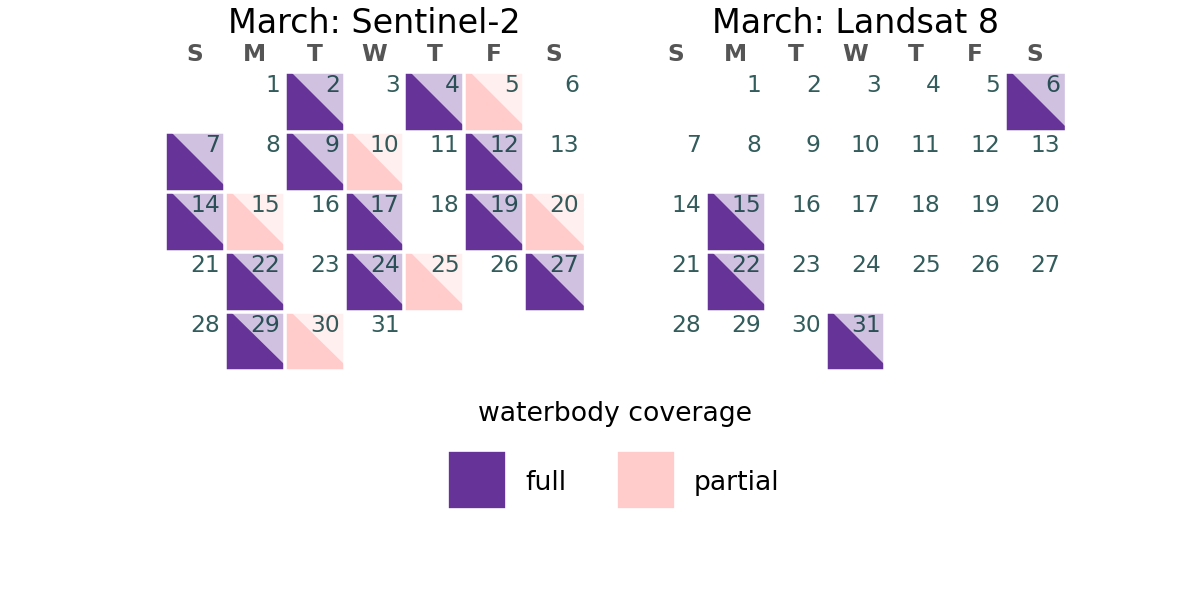 March: Sentinel-2
S M T W T F S
1 2 3 4 5 6
7 8 9 10 11 12 13
14 15 16 17 18 19 20
21 22 23 24 25 26 27
28 29 30 31
March: Landsat 8
S M T W T F S
1 2 3 4 5 6
7 8 9 10 11 12 13
14 15 16 17 18 19 20
21 22 23 24 25 26 27
28 29 30 31
waterbody coverage
full partial